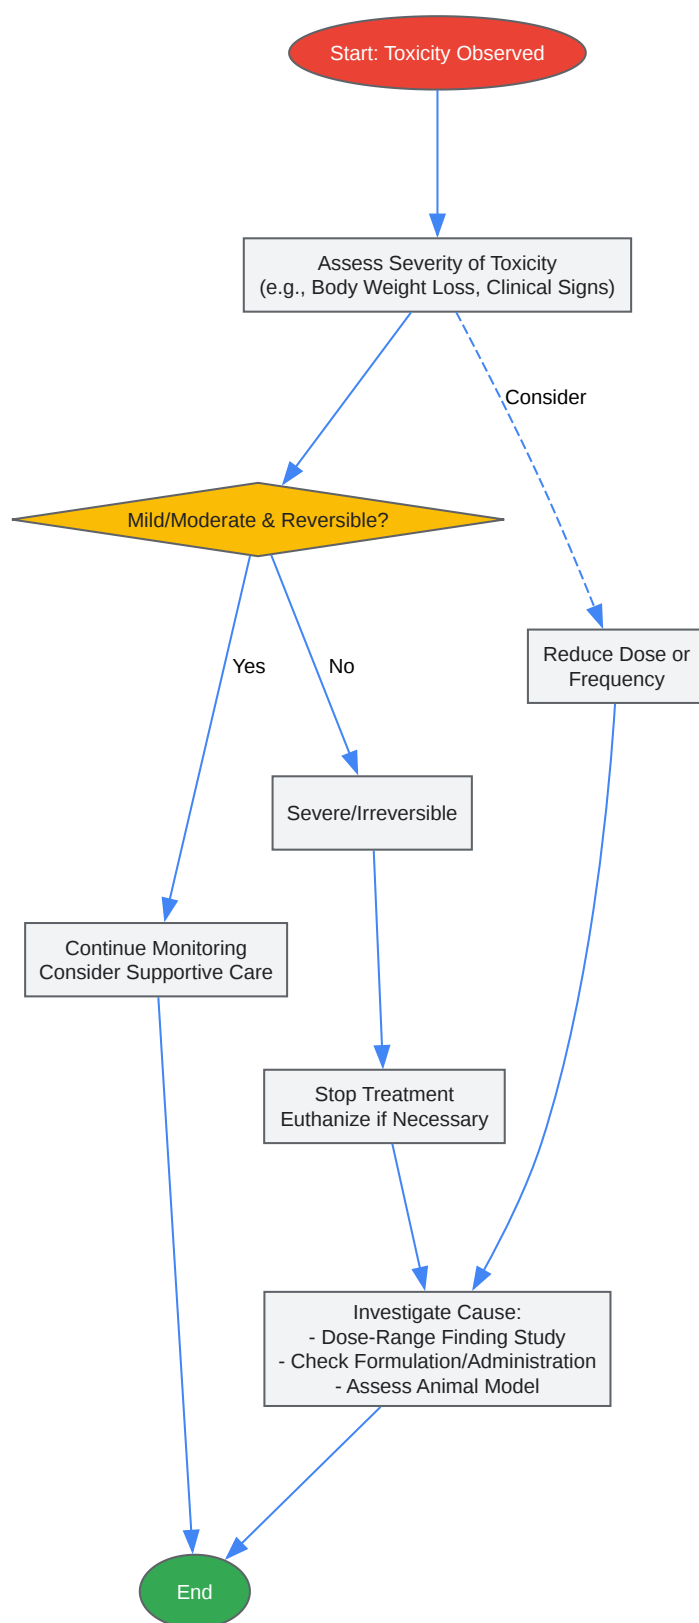 Start: Toxicity Observed
Assess Severity of Toxicity
(e.g., Body Weight Loss, Clinical Signs)
Consider
Mild/Moderate & Reversible?
Yes
No
Reduce Dose or
Frequency
Severe/Irreversible
Continue Monitoring
Consider Supportive Care
Stop Treatment
Euthanize if Necessary
Investigate Cause:
- Dose-Range Finding Study
- Check Formulation/Administration
- Assess Animal Model
End